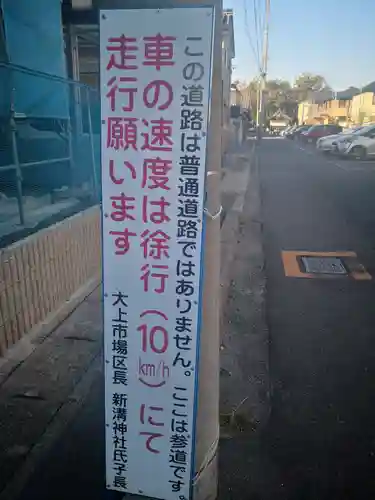 この道路は普通道路ではありません。ここは参道です。
車の速度は徐行（10㎞/h）にて
走行願います
大上市場区長 新溝神社氏子長